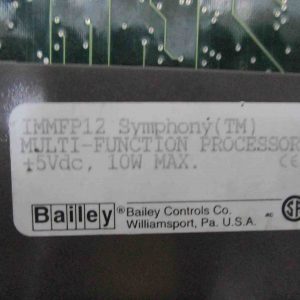 IMMFP12 Symphony(TM)
MULTI-FUNCTION PROCESSOR
+5Vdc, 10W MAX.
CE
Bailey® Bailey Controls Co.
Williamsport, Pa. U.S.A.